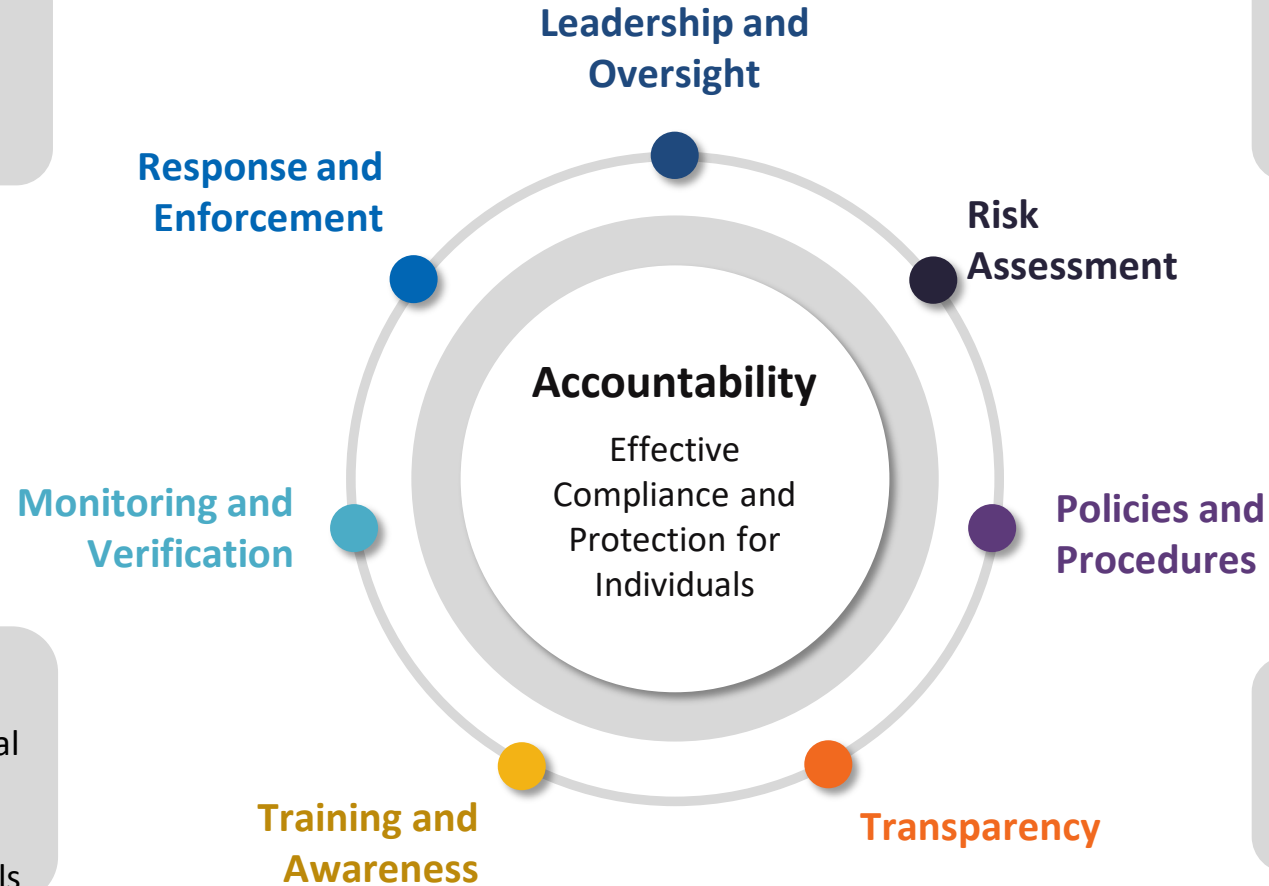 Leadership and
Oversight
Response and
Enforcement
Risk
Assessment
Accountability
Effective
Compliance and
Protection for
Individuals
Monitoring and
Verification
Policies and
Procedures
Training and
Awareness
Transparency